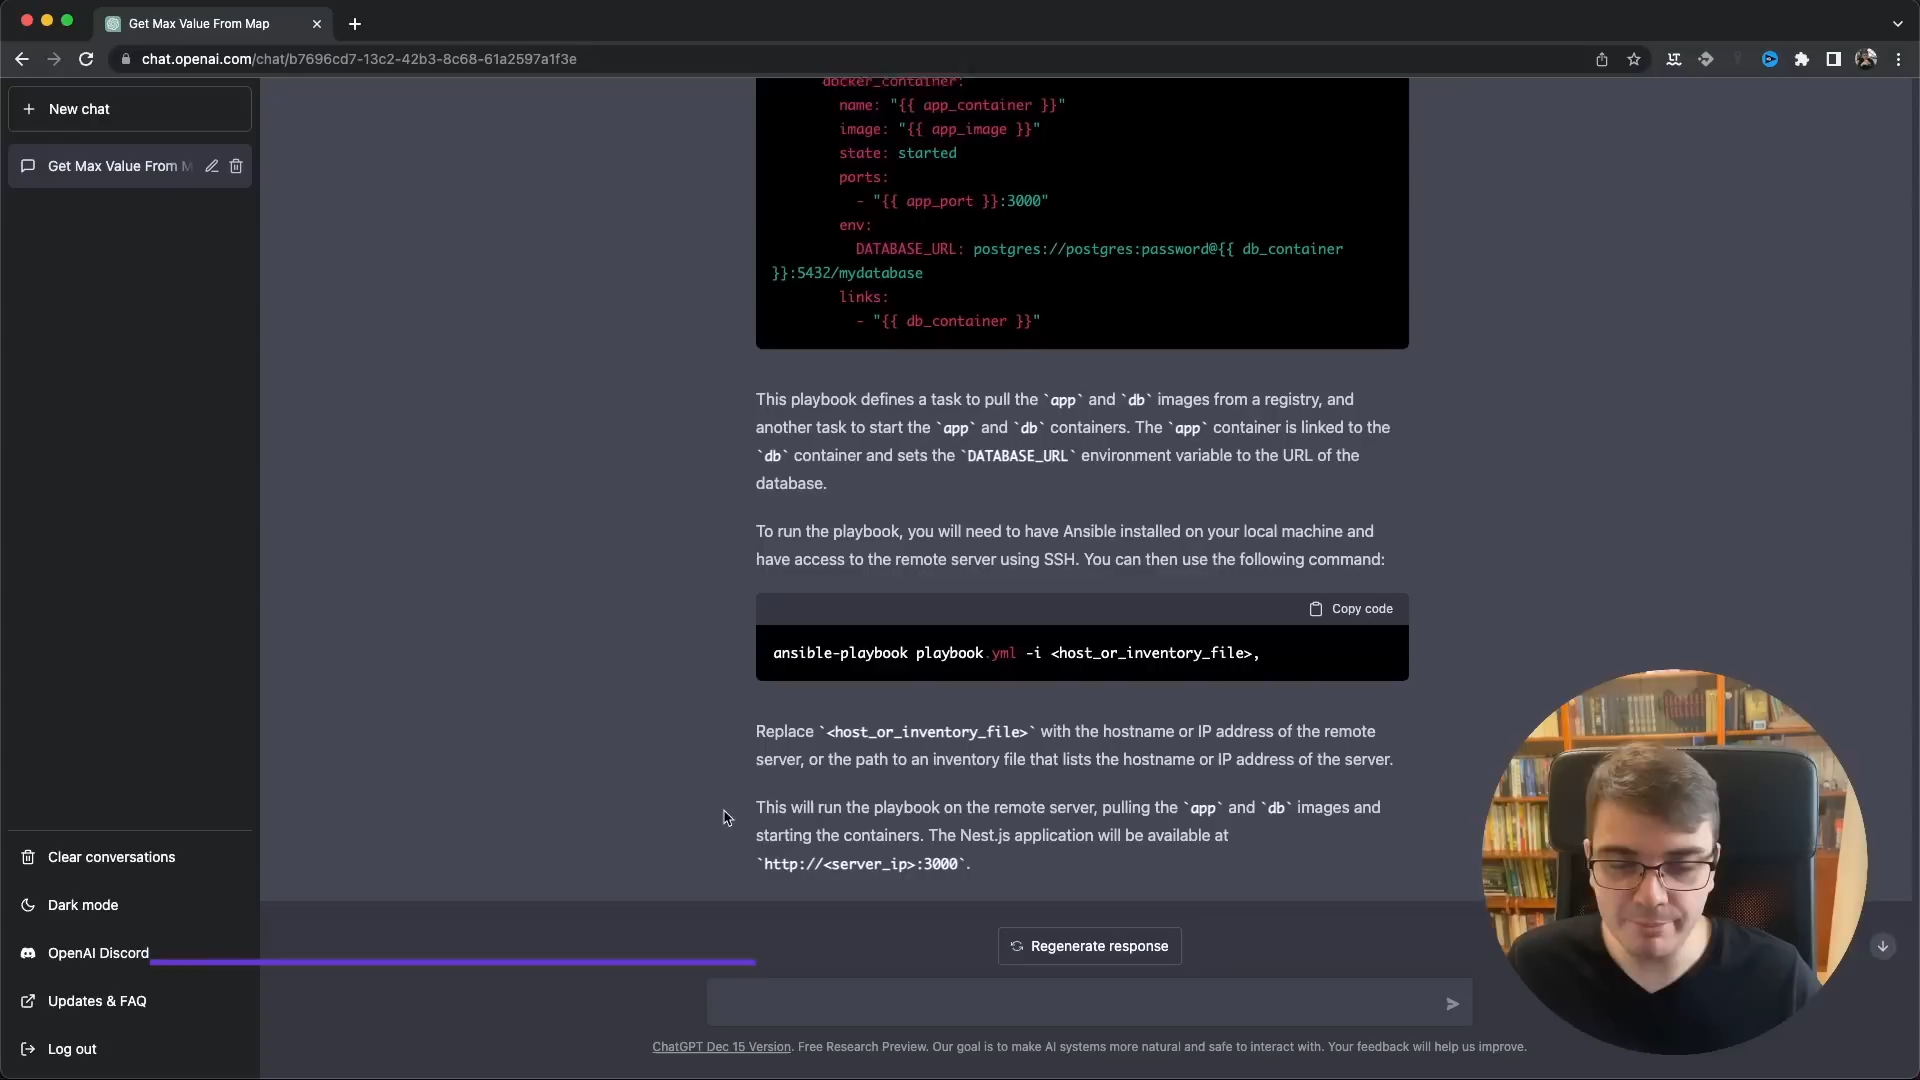 Get Max Value From Map
chat.openai.com/chat/b7696cd7-13c2-42b3-8c68-61a2597a1f3e
New chat
Get Max Value From M
Clear conversations
Dark mode
OpenAI Discord
Updates & FAQ
Log out
docker_container:
name: "{{ app_container }}"
image: "{{ app_image }}"
state: started
ports:
- "{{ app_port }}:3000"
env:
DATABASE_URL: postgres://postgres:password@{{ db_container
}}:5432/mydatabase
links:
- "{{ db_container }}"
This playbook defines a task to pull the `app` and `db` images from a registry, and
another task to start the `app` and `db` containers. The `app` container is linked to the
`db` container and sets the `DATABASE_URL` environment variable to the URL of the
database.
To run the playbook, you will need to have Ansible installed on your local machine and
have access to the remote server using SSH. You can then use the following command:
Copy code
ansible-playbook playbook.yml -i <host_or_inventory_file>,
Replace `<host_or_inventory_file>` with the hostname or IP address of the remote
server, or the path to an inventory file that lists the hostname or IP address of the server.
This will run the playbook on the remote server, pulling the `app` and `db` images and
starting the containers. The Nest.js application will be available at
`http://<server_ip>:3000`.
Regenerate response
ChatGPT Dec 15 Version. Free Research Preview. Our goal is to make AI systems more natural and safe to interact with. Your feedback will help us improve.